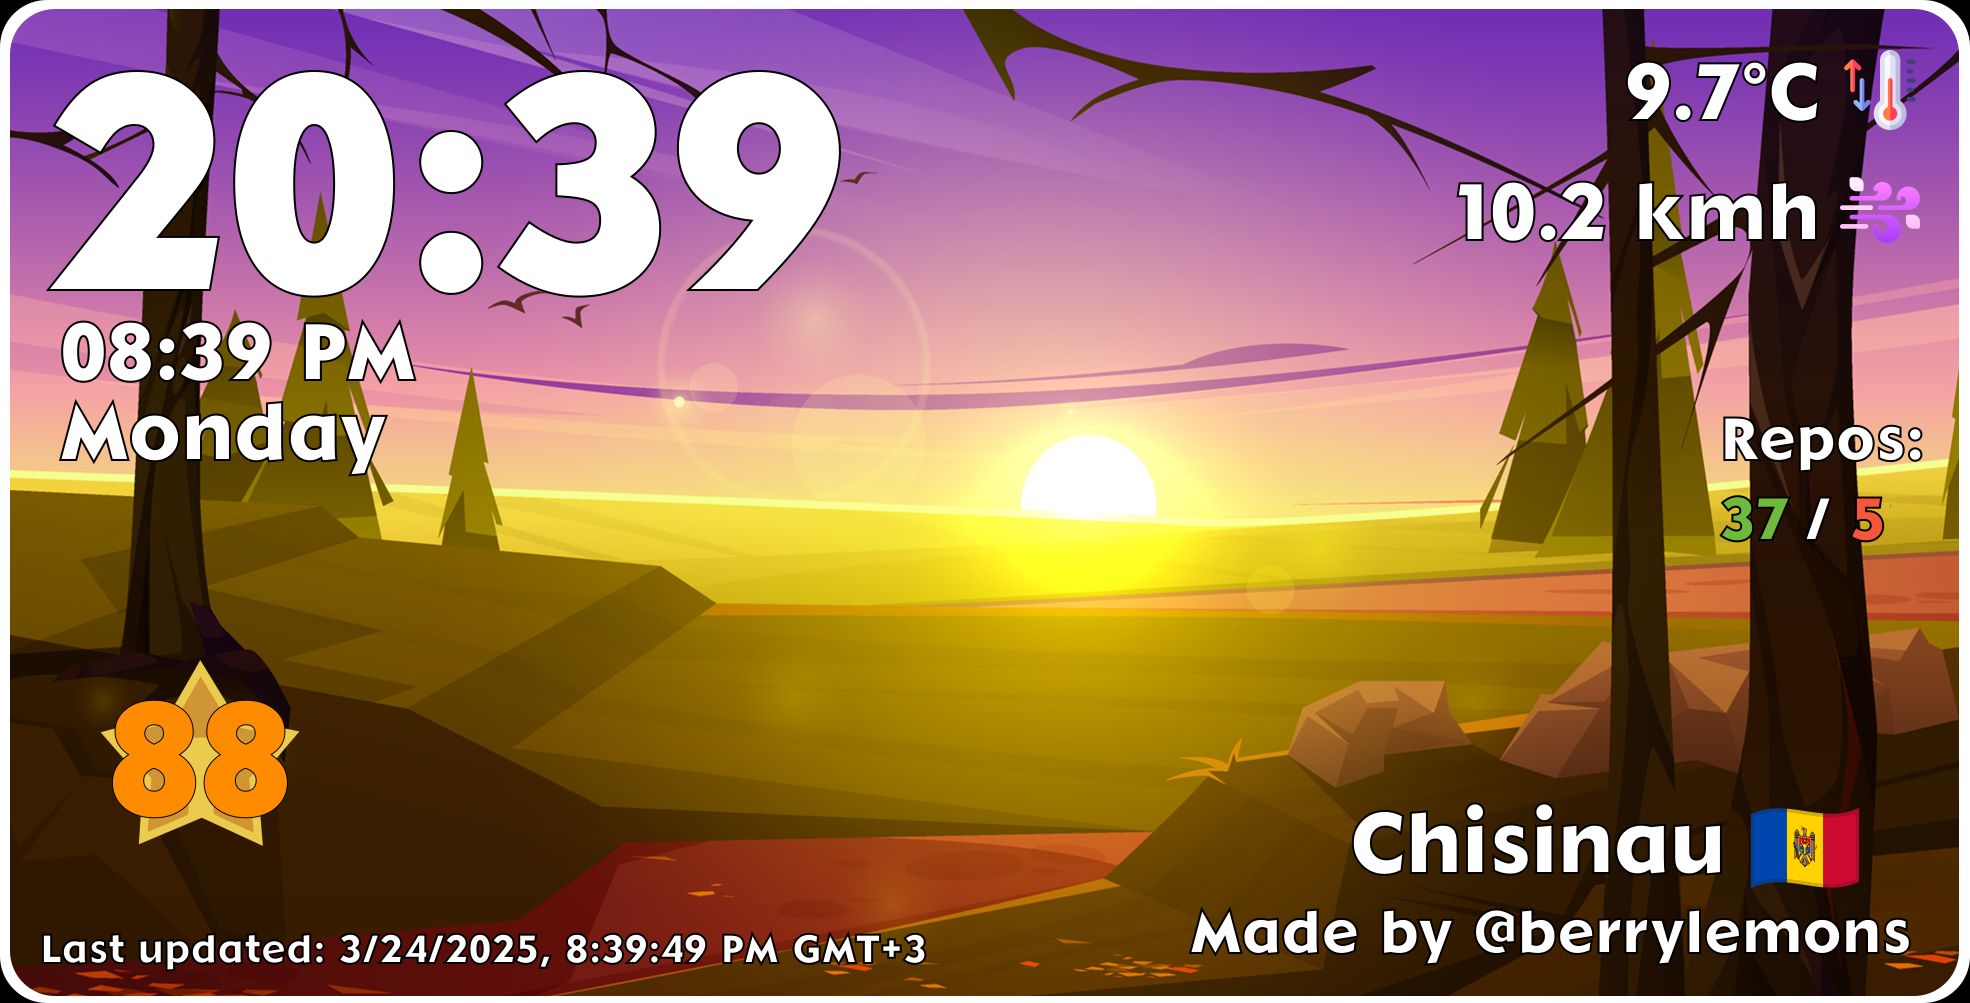 20:39
08:39 PM
Monday
9.7°C
10.2 kmh
Repos:
37 / 5
88
Chisinau
Made by @berrylemons
Last updated: 3/24/2025, 8:39:49 PM GMT+3